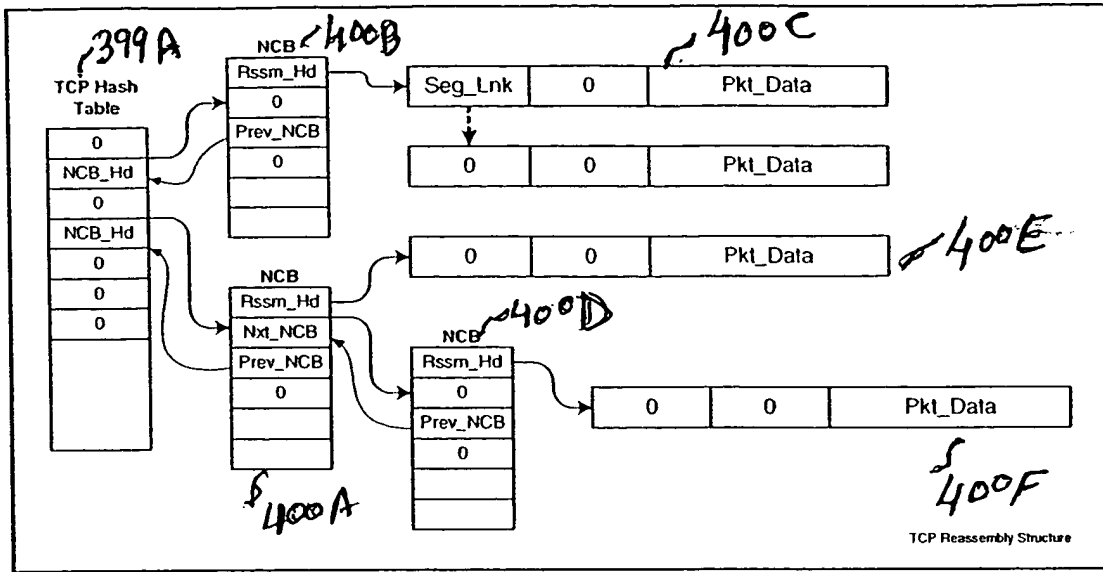 399A
TCP Hash
Table
0
NCB_Hd
0
NCB_Hd
0
0
0
NCB
400B
Rssm_Hd
0
Prev_NCB
0
Seg_Lnk 0 Pkt_Data
400C
0 0 Pkt_Data
NCB
Rssm_Hd
Nxt_NCB
Prev_NCB
0
400A
0 0 Pkt_Data
400E
NCB
400D
Rssm_Hd
0
Prev_NCB
0
0 0 Pkt_Data
400F
TCP Reassembly Structure